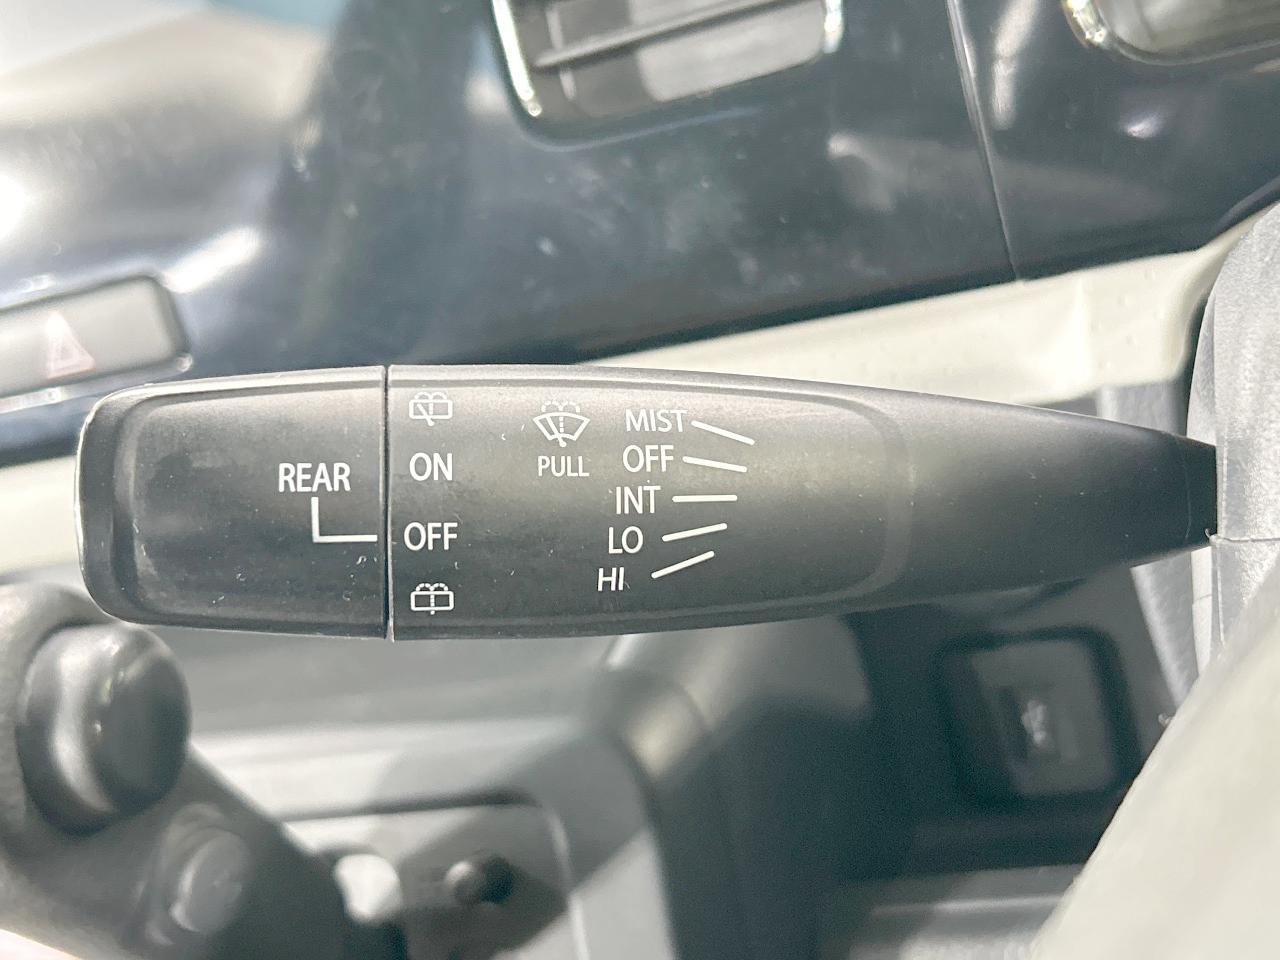 REAR
ON
OFF
PULL
MIST
OFF
INT
LO
HI